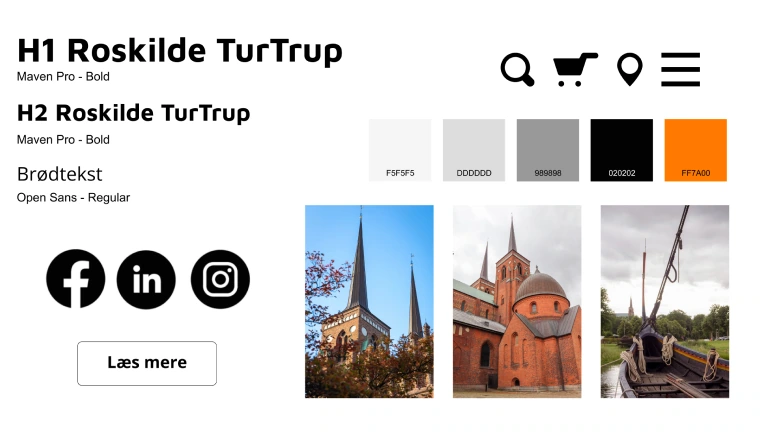 H1 Roskilde TurTrup
Maven Pro - Bold
H2 Roskilde TurTrup
Maven Pro - Bold
Brødtekst
Open Sans - Regular
F5F5F5
DDDDDD
989898
020202
FF7A00
Læs mere